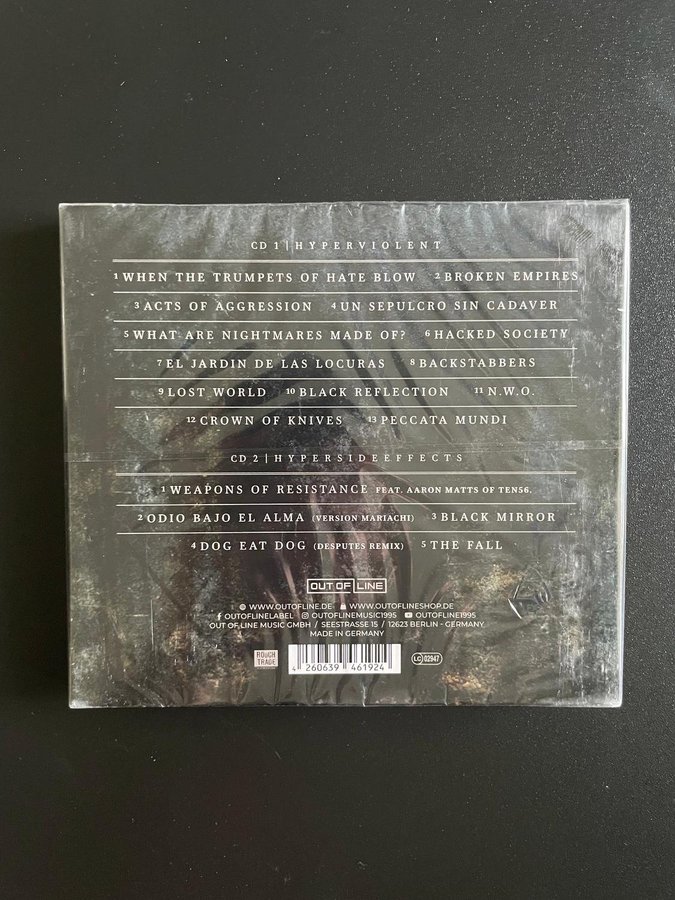 CD 1 | HYPERVIOLENT
1 WHEN THE TRUMPETS OF HATE BLOW 2 BROKEN EMPIRES
3 ACTS OF AGGRESSION 4 UN SEPULCRO SIN CADAVER
5 WHAT ARE NIGHTMARES MADE OF? 6 HACKED SOCIETY
7 EL JARDIN DE LAS LOCURAS 8 BACKSTABBERS
9 LOST WORLD 10 BLACK REFLECTION 11 N.W.O.
12 CROWN OF KNIVES 13 PECCATA MUNDI
CD 2 | HYPERSIDEEFFECTS
1 WEAPONS OF RESISTANCE FEAT. AARON MATTS OF TEN56.
2 ODIO BAJO EL ALMA (VERSION MARIACHI) 3 BLACK MIRROR
4 DOG EAT DOG (DESPUTES REMIX) 5 THE FALL
OUT OF LINE
WWW.OUTOFLINE.DE WWW.OUTOFLINESHOP.DE
OUTOFLINELABEL OUTOFLINEMUSIC1995 OUTOFLINE1995
OUT OF LINE MUSIC GMBH / SEESTRASSE 15 / 12623 BERLIN - GERMANY
MADE IN GERMANY
ROUGH TRADE
4 260639 461924
LC 02947